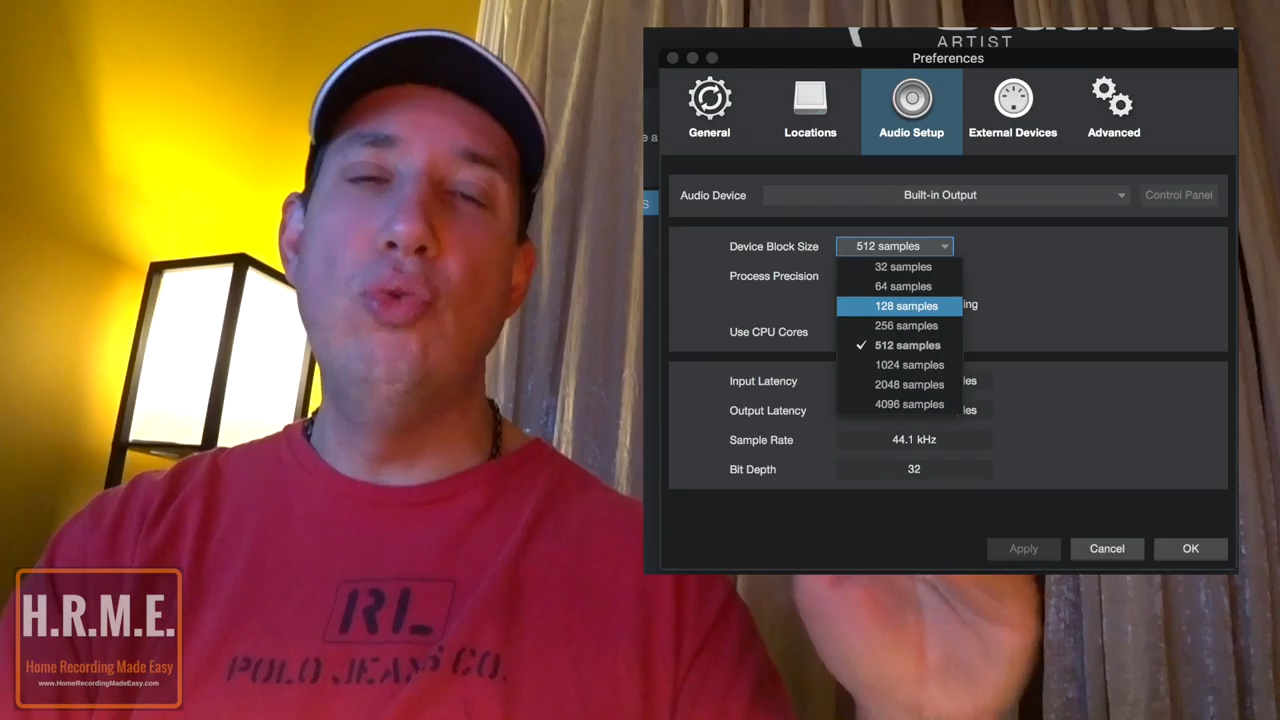 ARTIST
Preferences
General
Locations
Audio Setup
External Devices
Advanced
Audio Device
Built-in Output
Control Panel
Device Block Size
512 samples
32 samples
64 samples
Process Precision
128 samples
ing
256 samples
Use CPU Cores
512 samples
1024 samples
Input Latency
les
2048 samples
4096 samples
Output Latency
les
Sample Rate
44.1 kHz
Bit Depth
32
Apply
Cancel
OK
RL
POLO JEANS CO.
H.R.M.E.
Home Recording Made Easy
www.HomeRecordingMadeEasy.com